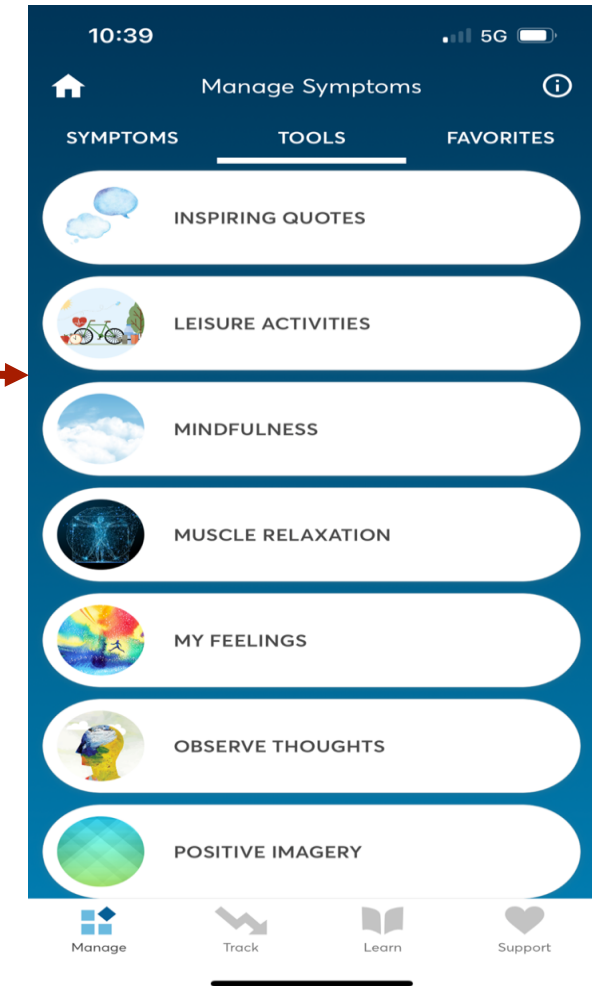 10:39 5G
Manage Symptoms
SYMPTOMS TOOLS FAVORITES
INSPIRING QUOTES
LEISURE ACTIVITIES
MINDFULNESS
MUSCLE RELAXATION
MY FEELINGS
OBSERVE THOUGHTS
POSITIVE IMAGERY
Manage Track Learn Support